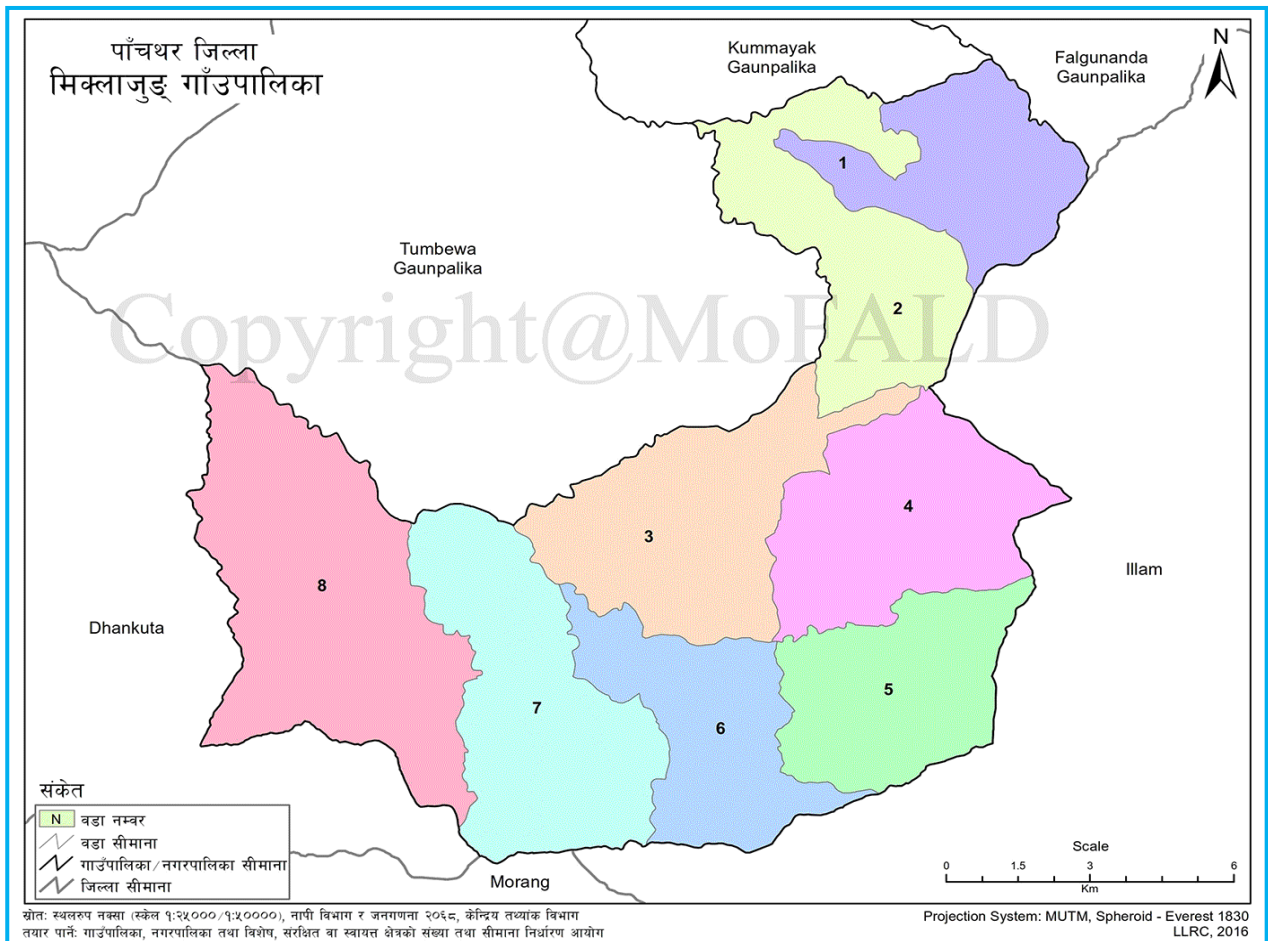 पाँचथर जिल्ला
मिक्लाजुङ् गाँउपालिका
Kummayak
Gaunpalika
Falgunanda
Gaunpalika
N
1
Tumbewa
Gaunpalika
2
Copyright@MoFALD
4
3
Illam
8
Dhankuta
5
7
6
संकेत
N वडा नम्वर
वडा सीमाना
गाउँपालिका/नगरपालिका सीमाना
जिल्ला सीमाना
Morang
Scale
0 1.5 3 6
Km
स्रोतः स्थलरुप नक्सा (स्केल १:२५०००/१:५००००), नापी विभाग र जनगणना २०६८, केन्द्रिय तथ्यांक विभाग
तयार पार्नेः गाउँपालिका, नगरपालिका तथा विशेष, संरक्षित वा स्वायत्त क्षेत्रको संख्या तथा सीमाना निर्धारण आयोग
Projection System: MUTM, Spheroid - Everest 1830
LLRC, 2016